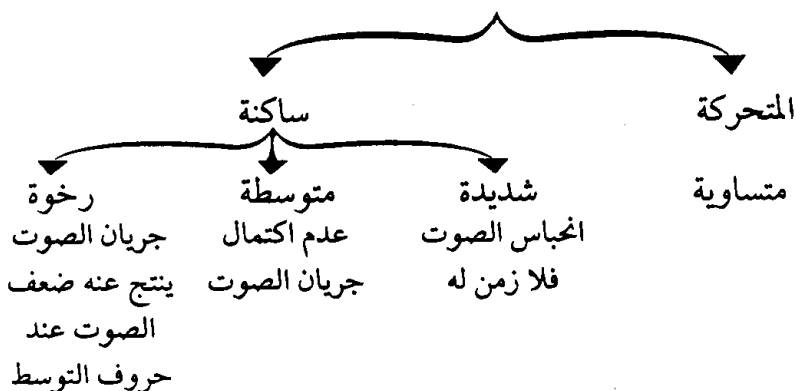 المتحركة
ساكنة
متساوية
شديدة
متوسطة
رخوة
انحباس الصوت
فلا زمن له
عدم اكتمال
جريان الصوت
جريان الصوت
ينتج عنه ضعف
الصوت عند
حروف التوسط